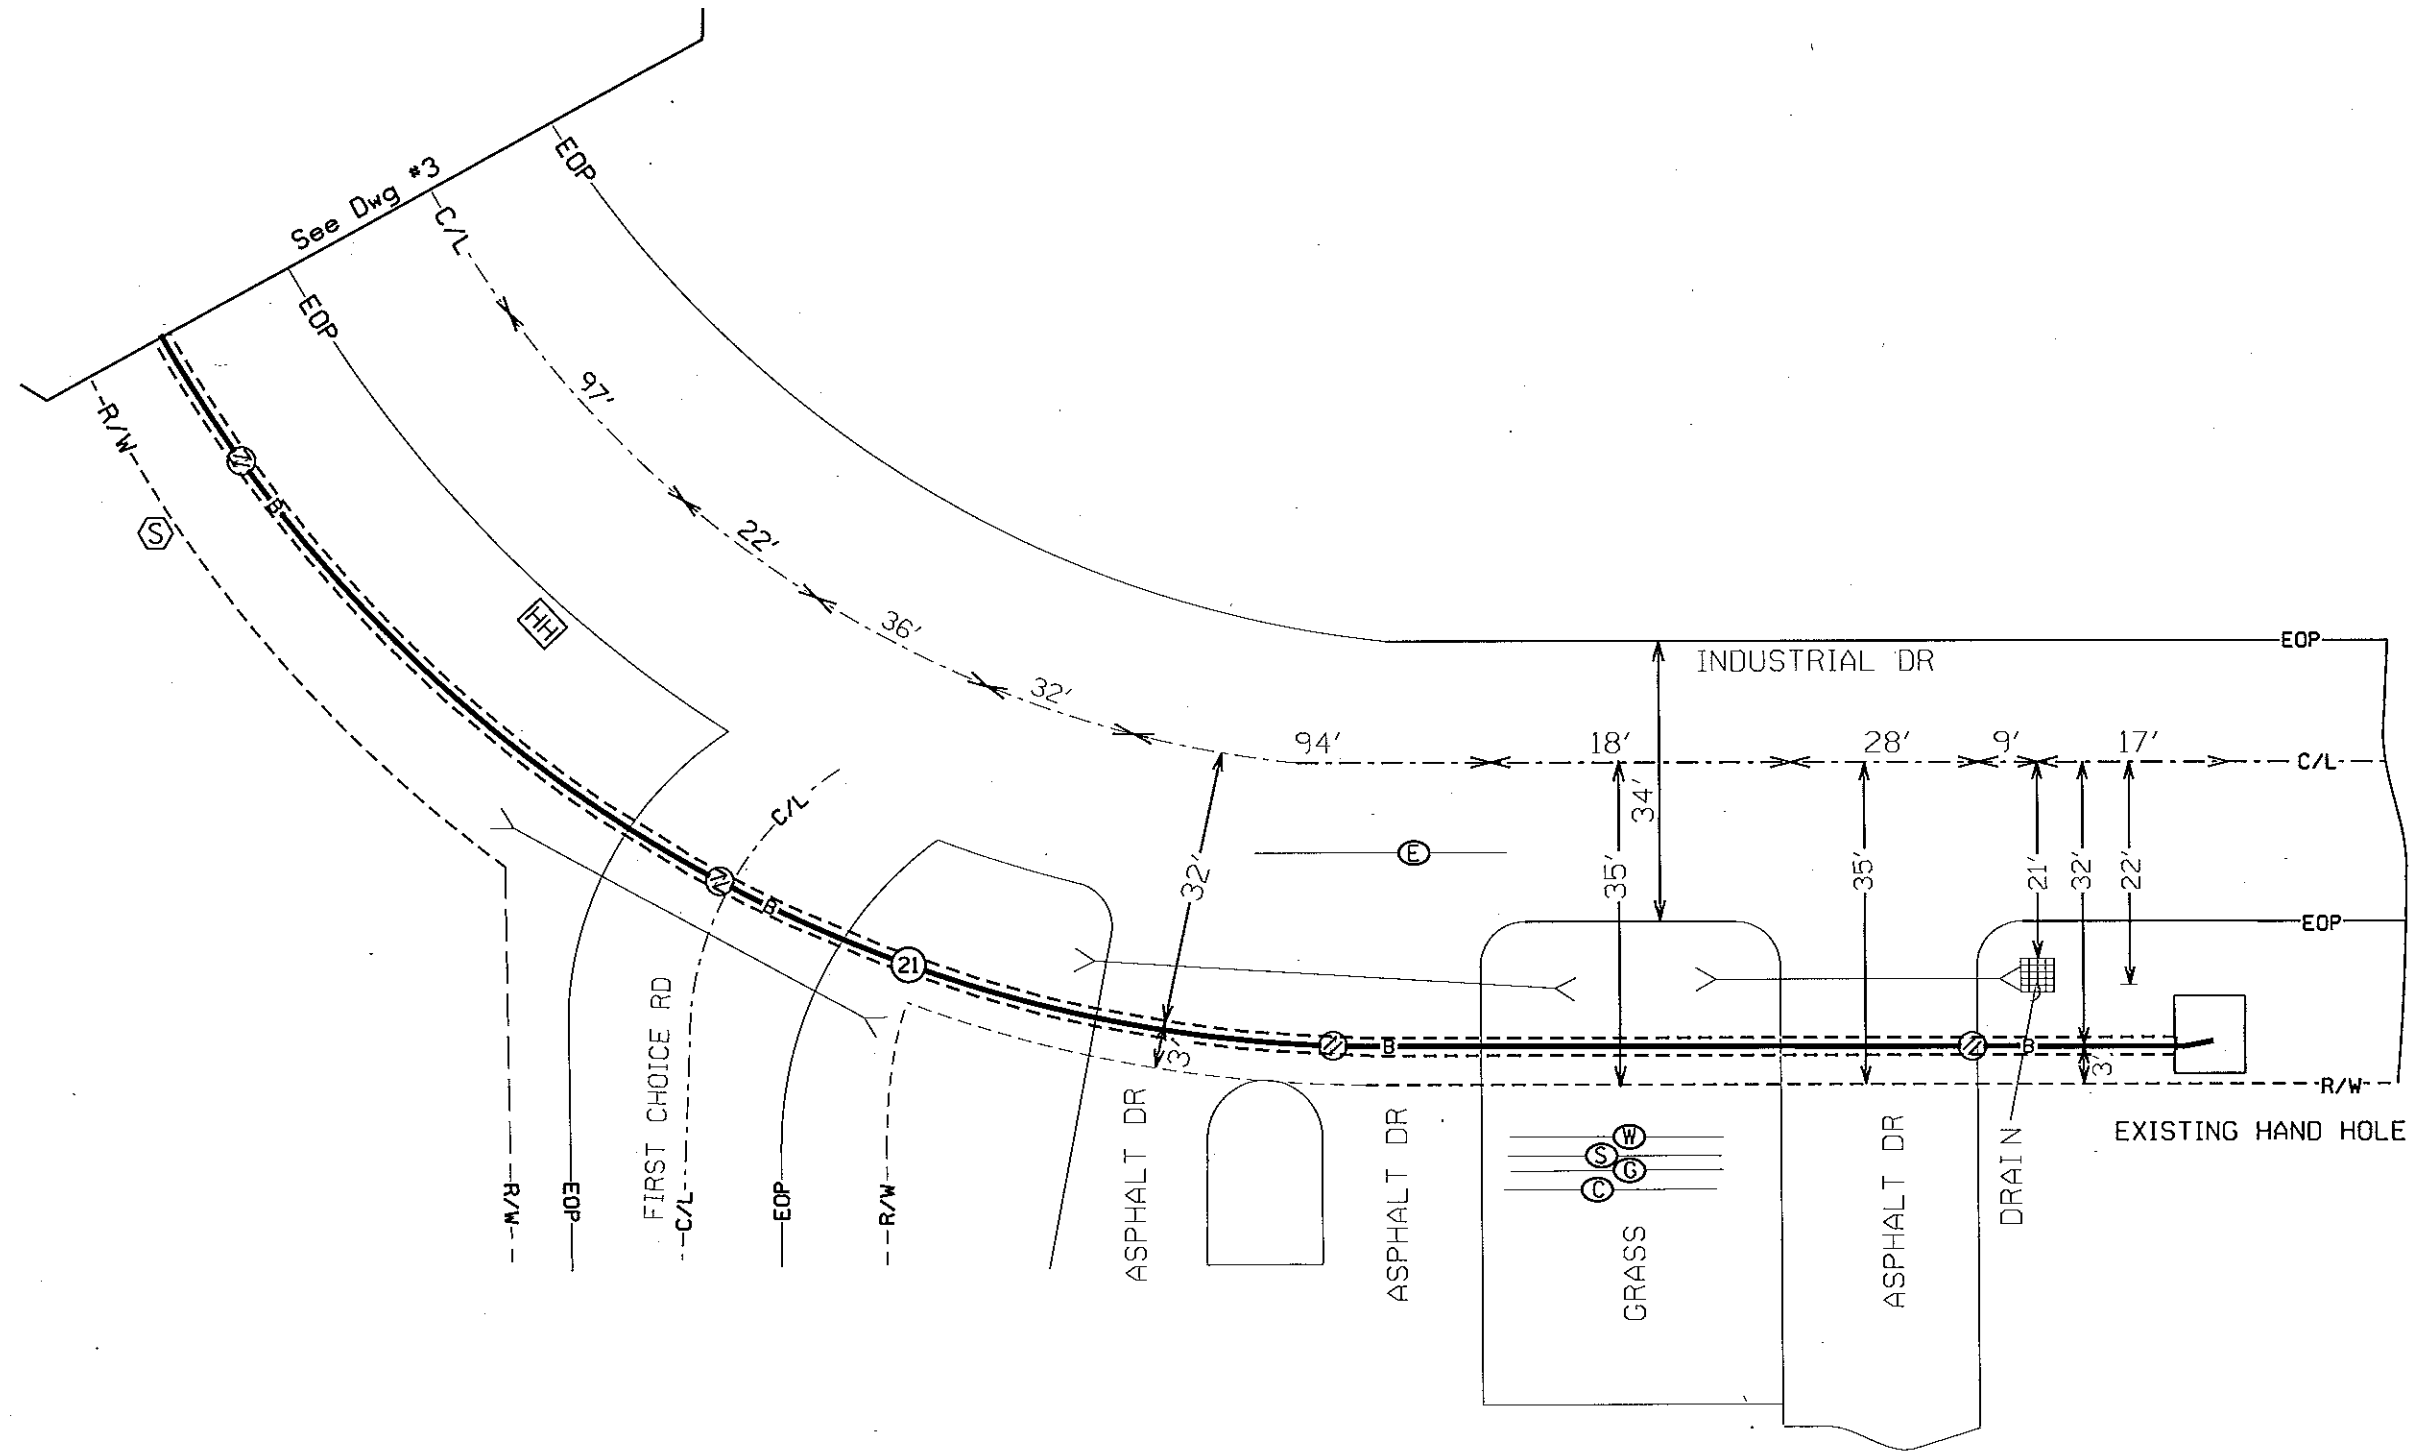 See Dwg #3
EOP
C/L
EOP
R/W
S
97'
22'
HH
36'
32'
INDUSTRIAL DR
EOP
94'
18'
28'
9'
17'
C/L
34'
C/L
E
32'
35'
35'
21'
32'
22'
B
B
21
EOP
3'
B
B
3'
R/W
FIRST CHOICE RD
R/W
EOP
C/L
EOP
R/W
ASPHALT DR
ASPHALT DR
W
S
G
C
GRASS
ASPHALT DR
DRAIN
EXISTING HAND HOLE